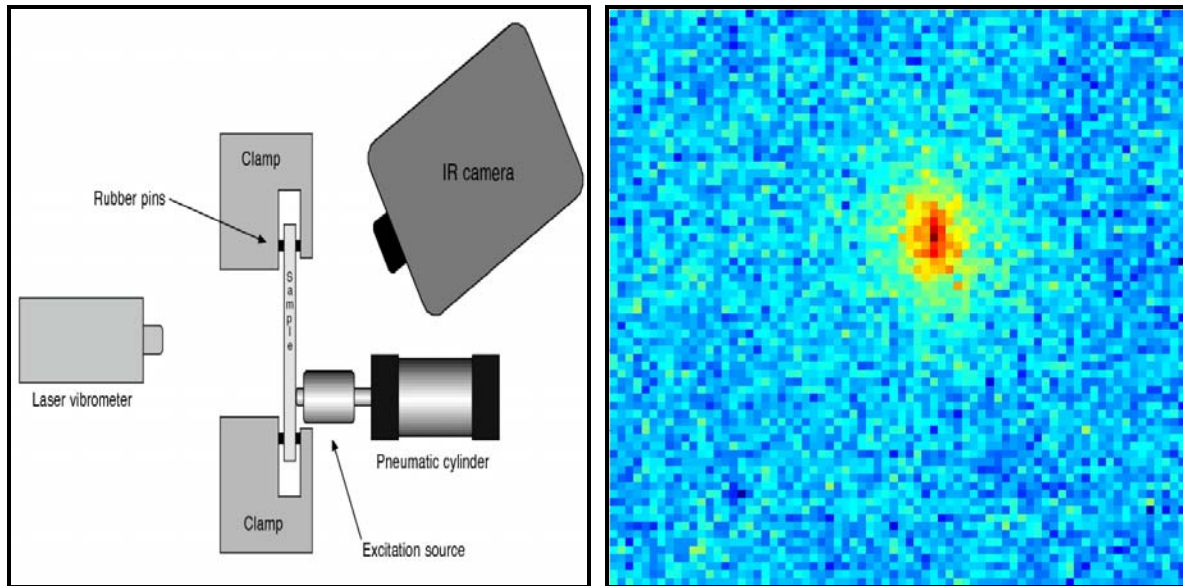 Clamp
IR camera
Rubber pins
Sample
Laser vibrometer
Pneumatic cylinder
Clamp
Excitation source